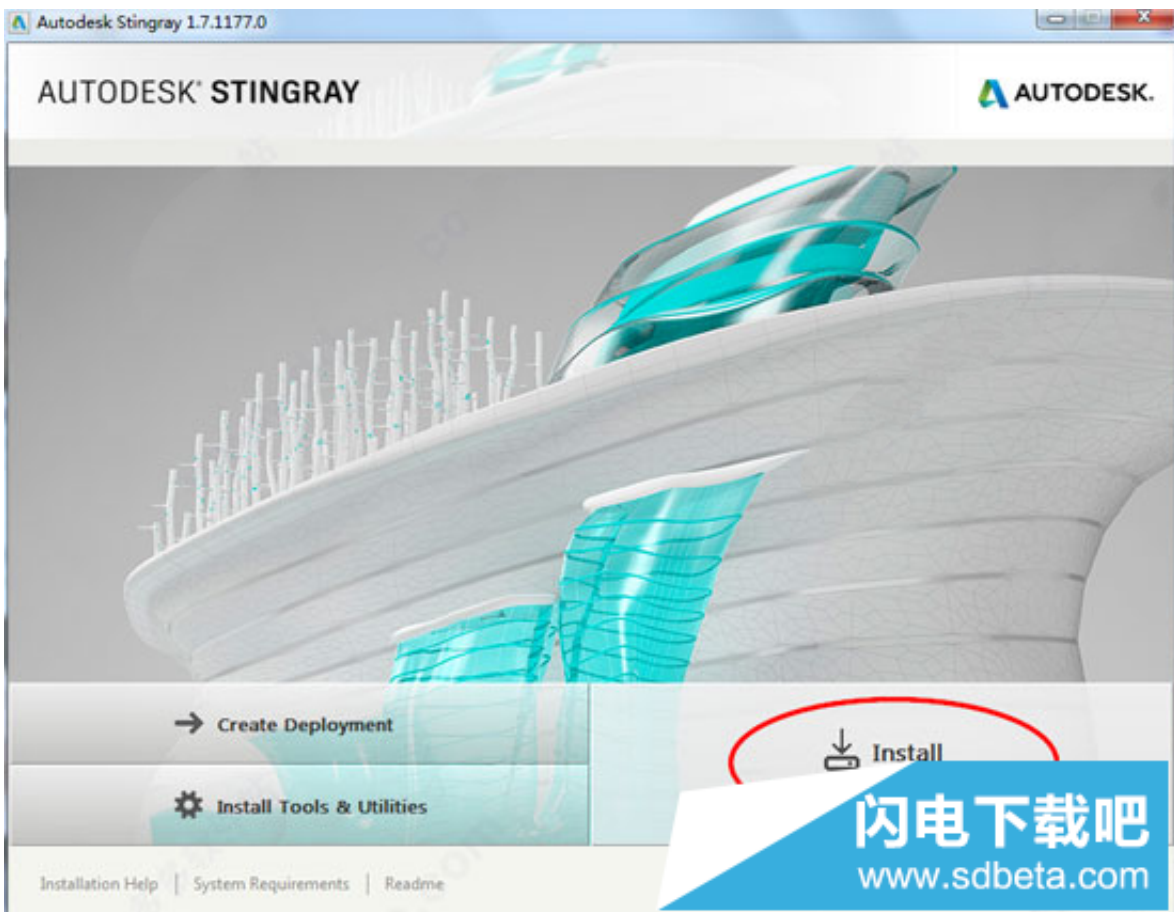 Autodesk Stingray 1.7.1177.0
AUTODESK® STINGRAY
AUTODESK.
Create Deployment
Install
Install Tools & Utilities
Installation Help | System Requirements | Readme
闪电下载吧
www.sdbeta.com